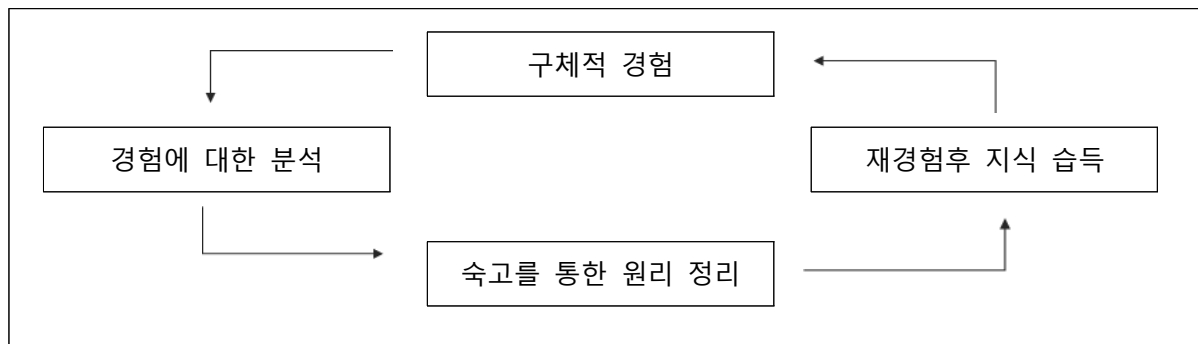 구체적 경험
경험에 대한 분석
재경험후 지식 습득
숙고를 통한 원리 정리